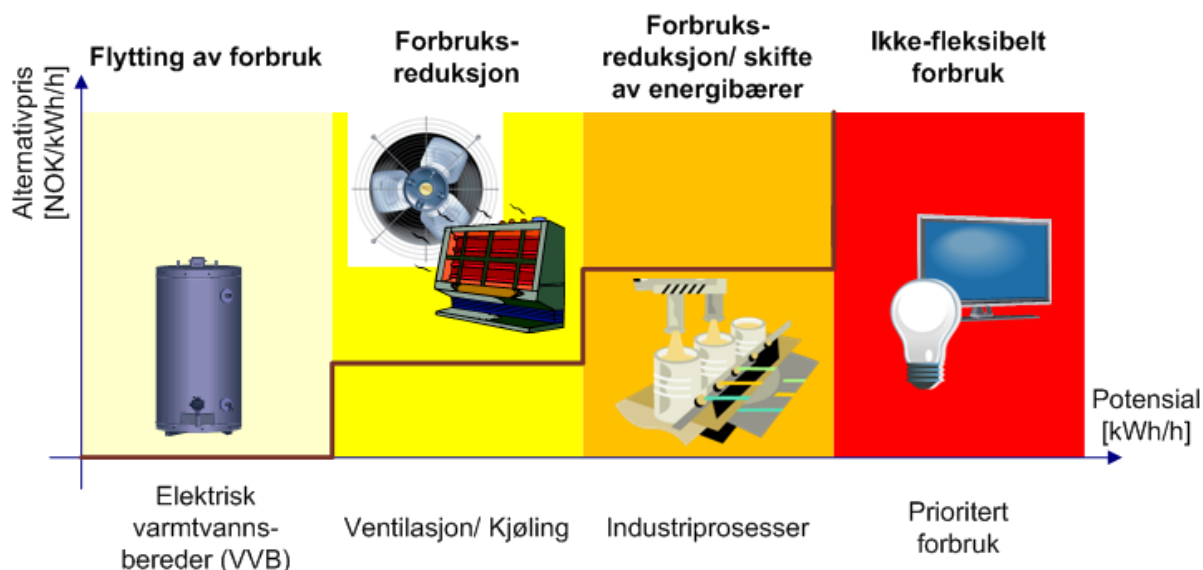 Flytting av forbruk
Forbruks-
reduksjon
Forbruks-
reduksjon/ skifte
av energibærer
Ikke-fleksibelt
forbruk
Alternativpris
[NOK/kWh/h]
Potensial
[kWh/h]
Elektrisk
varmtvanns-
bereder (VVB)
Ventilasjon/ Kjøling
Industriprosesser
Prioritert
forbruk